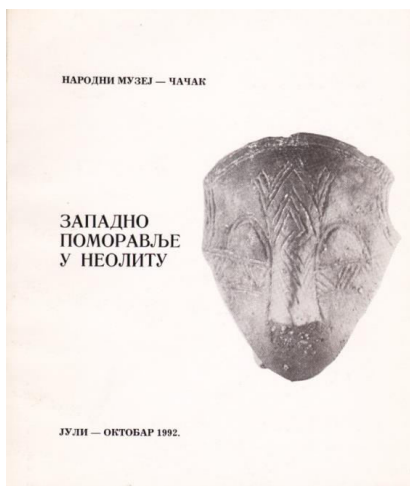 НАРОДНИ МУЗЕЈ — ЧАЧАК
ЗАПАДНО
ПОМОРАВЉЕ
У НЕОЛИТУ
ЈУЛИ — ОКТОБАР 1992.